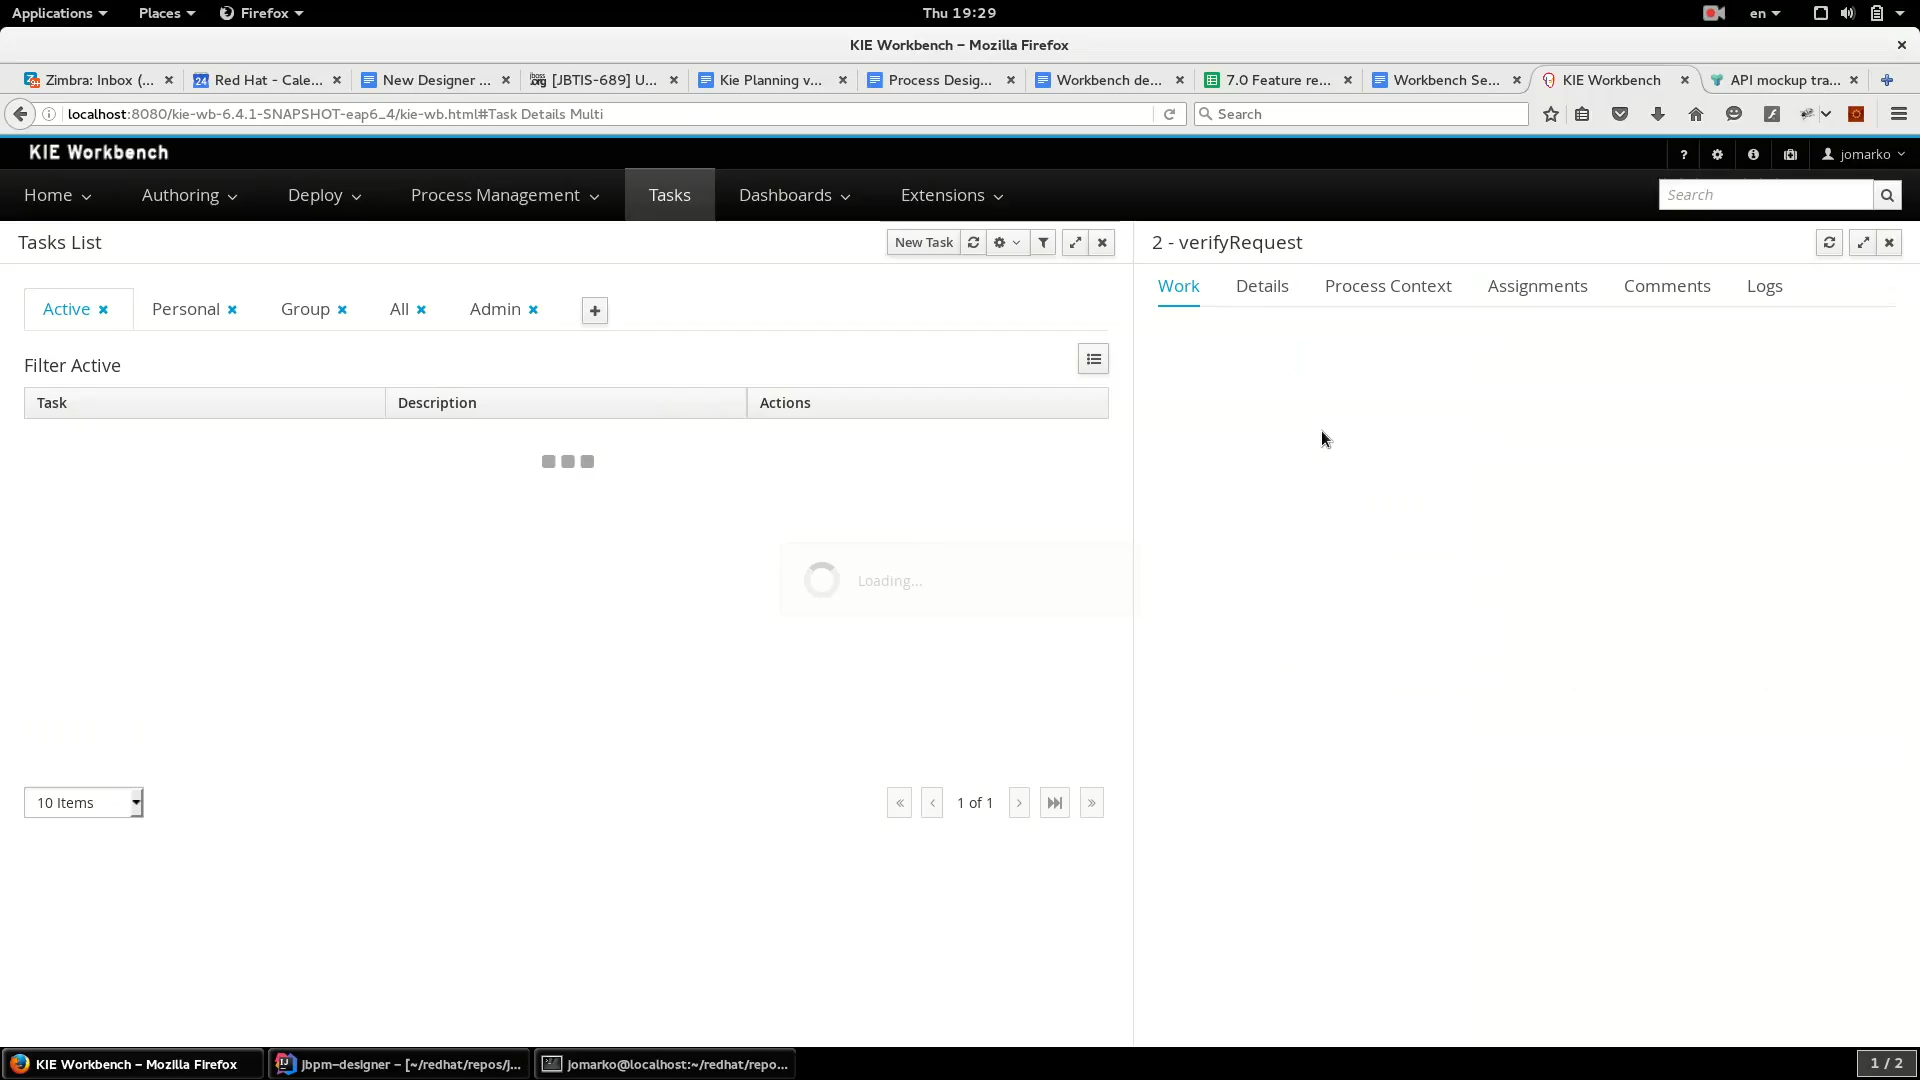 Applications Places Firefox Thu 19:29 en
KIE Workbench – Mozilla Firefox
Zimbra: Inbox (... Red Hat - Cale... New Designer ... [JBTIS-689] U... Kie Planning v... Process Desig... Workbench de... 7.0 Feature re... Workbench Se... KIE Workbench API mockup tra...
localhost:8080/kie-wb-6.4.1-SNAPSHOT-eap6_4/kie-wb.html#Task Details Multi Search
KIE Workbench jomarko
Home Authoring Deploy Process Management Tasks Dashboards Extensions Search
Tasks List New Task 2 - verifyRequest
Work Details Process Context Assignments Comments Logs
Active Personal Group All Admin
Filter Active
Task Description Actions
Loading...
10 Items 1 of 1
KIE Workbench – Mozilla Firefox jbpm-designer – [~/redhat/repos/j... jomarko@localhost:~/redhat/repo... 1 / 2